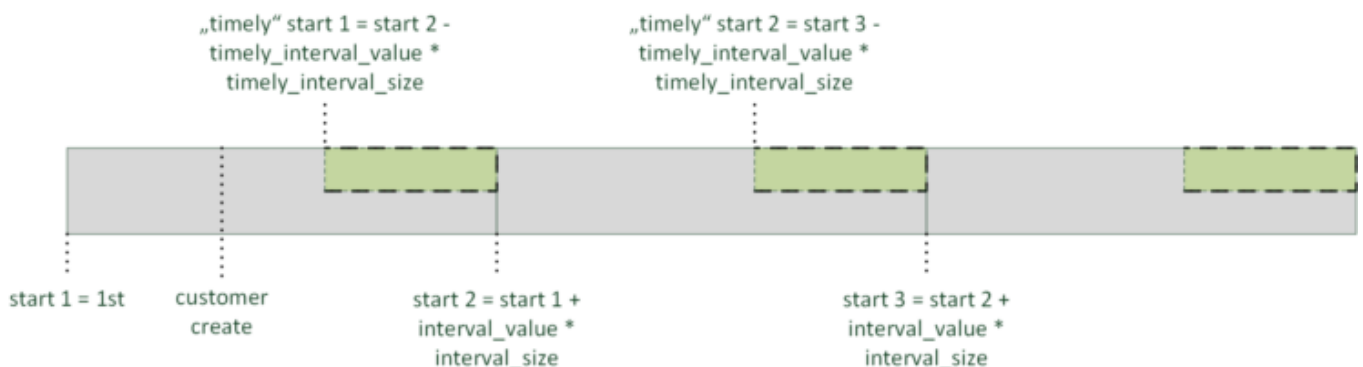 „timely“ start 1 = start 2 -
timely_interval_value *
timely_interval_size
„timely“ start 2 = start 3 -
timely_interval_value *
timely_interval_size
start 1 = 1st
customer
create
start 2 = start 1 +
interval_value *
interval_size
start 3 = start 2 +
interval_value *
interval_size